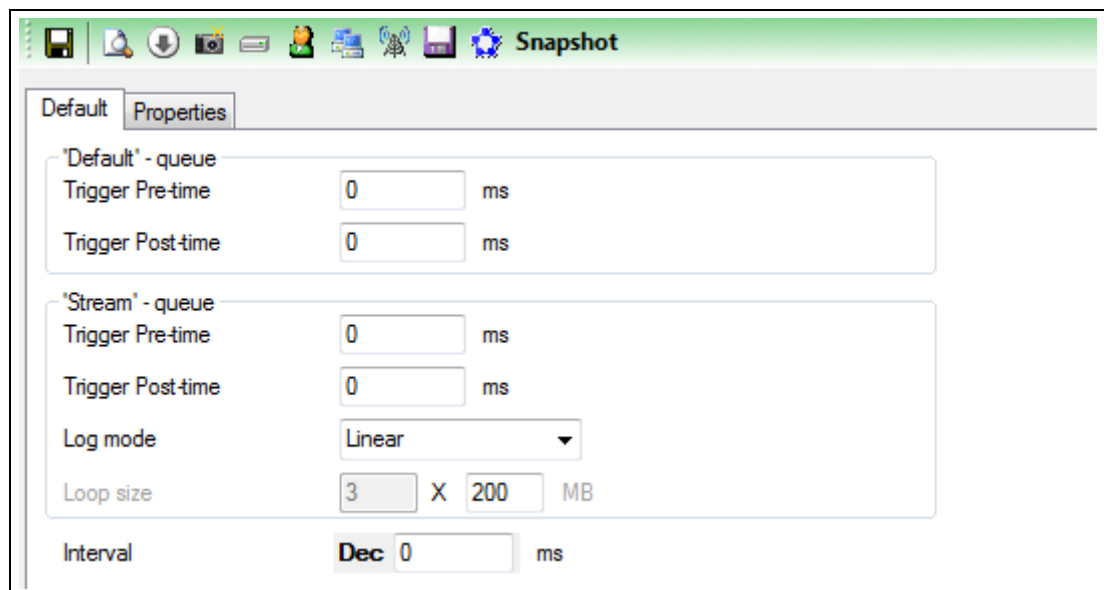 Snapshot
Default Properties
'Default' - queue
Trigger Pre-time 0 ms
Trigger Post-time 0 ms
'Stream' - queue
Trigger Pre-time 0 ms
Trigger Post-time 0 ms
Log mode Linear
Loop size 3 X 200 MB
Interval Dec 0 ms